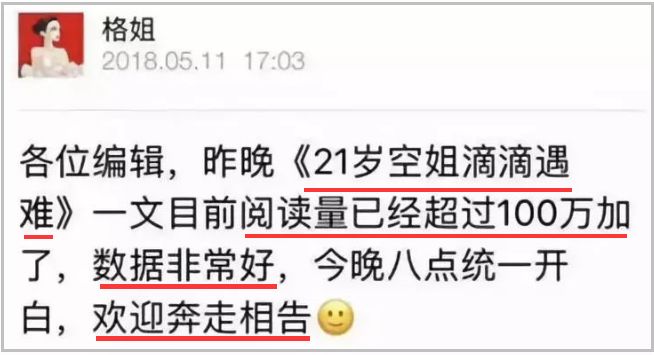 格姐
2018.05.11 17:03
各位编辑，昨晚《21岁空姐滴滴遇
难》一文目前阅读量已经超过100万加
了，数据非常好，今晚八点统一开
白，欢迎奔走相告🙂